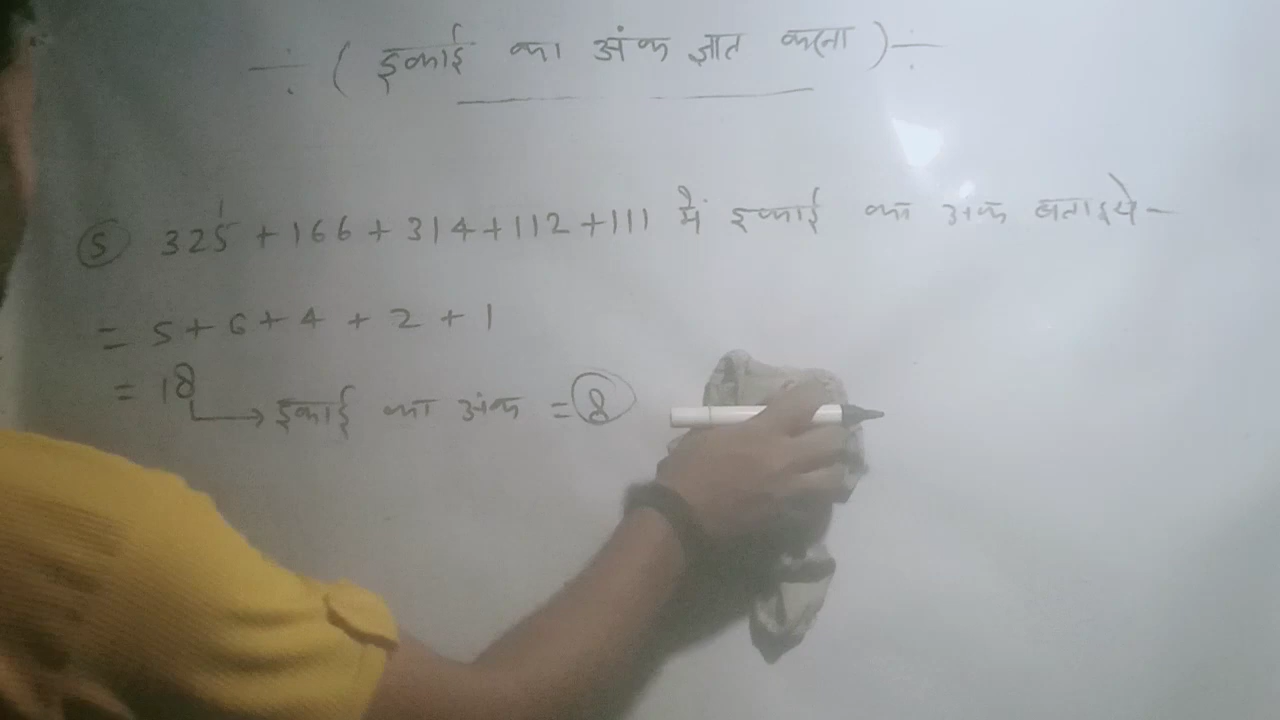 ÷ ( इकाई का अंक ज्ञात करना ) ÷
(5) 325 + 166 + 314 + 112 + 111 में इकाई का अंक बताइये -
= 5 + 6 + 4 + 2 + 1
= 18 → इकाई का अंक = 8